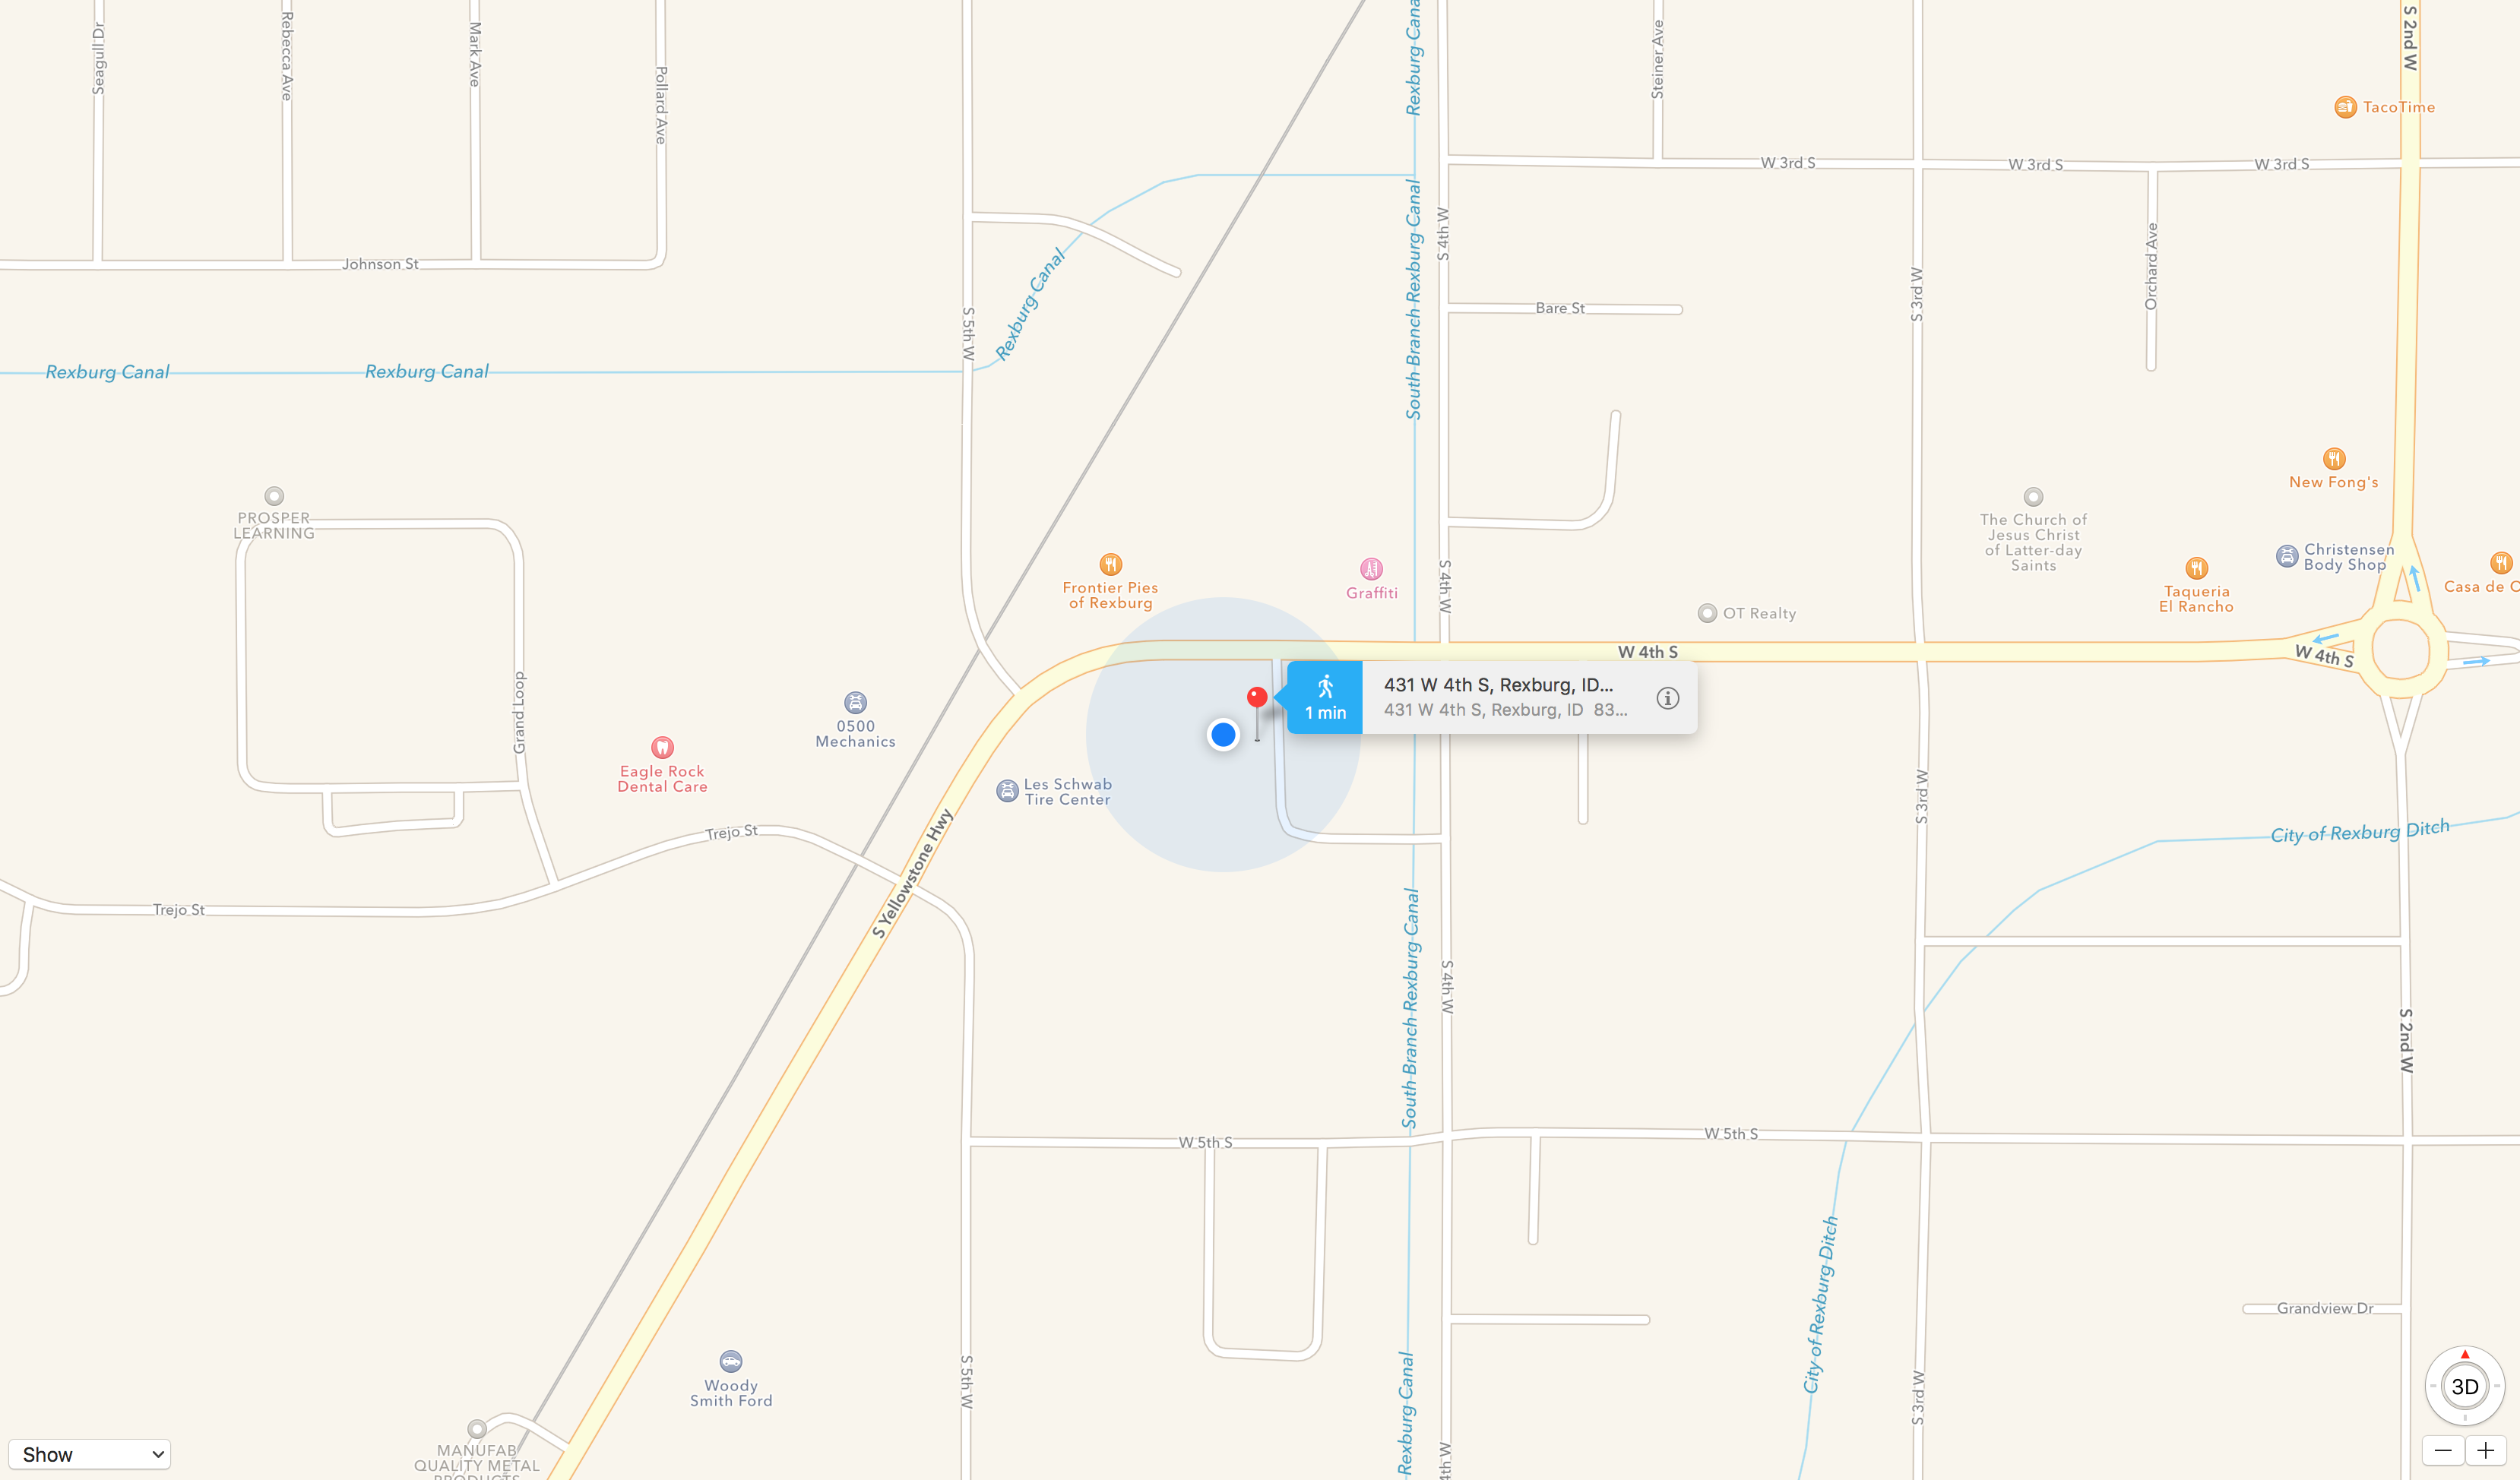 Seagull Dr
Rebecca Ave
Mark Ave
Pollard Ave
Rexburg Cana
Steiner Ave
S 2nd W
TacoTime
W 3rd S
W 3rd S
W 3rd S
Johnson St
S 4th W
South Branch Rexburg Canal
Orchard Ave
S 3rd W
Bare St
S 5th W
Rexburg Canal
Rexburg Canal
Rexburg Canal
New Fong's
PROSPER
LEARNING
The Church of
Jesus Christ
of Latter-day
Saints
Christensen
Body Shop
Frontier Pies
of Rexburg
Graffiti
S 4th W
Taqueria
El Rancho
Casa de C
OT Realty
W 4th S
W 4th S
1 min
431 W 4th S, Rexburg, ID...
431 W 4th S, Rexburg, ID 83...
Grand Loop
0500
Mechanics
Eagle Rock
Dental Care
Les Schwab
Tire Center
S 3rd W
City of Rexburg Ditch
Trejo St
S Yellowstone Hwy
Trejo St
South Branch Rexburg Canal
S 4th W
S 2nd W
W 5th S
W 5th S
City of Rexburg Ditch
Grandview Dr
Woody
Smith Ford
S 5th W
Rexburg Canal
S 3rd W
4th W
MANUFAB
QUALITY METAL
PRODUCTS
3D
Show